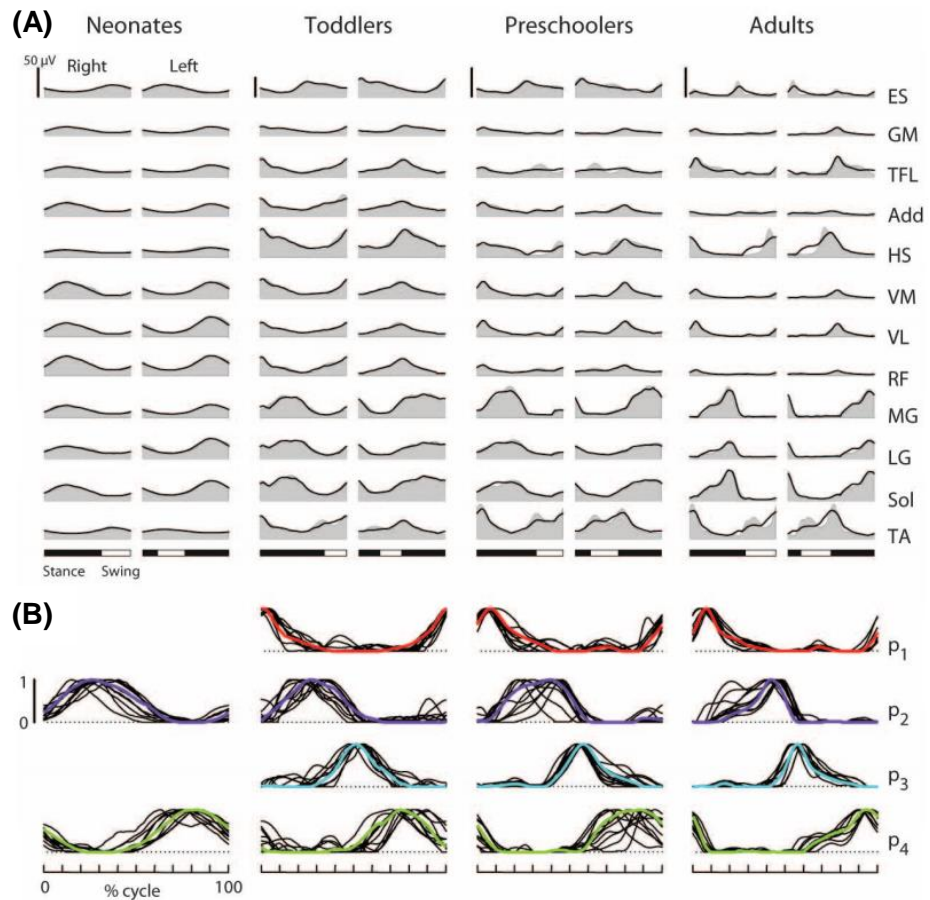 (A)
Neonates Toddlers Preschoolers Adults
50 µV
Right Left
ES
GM
TFL
Add
HS
VM
VL
RF
MG
LG
Sol
TA
Stance Swing
(B)
p1
1
0
p2
p3
p4
0 % cycle 100